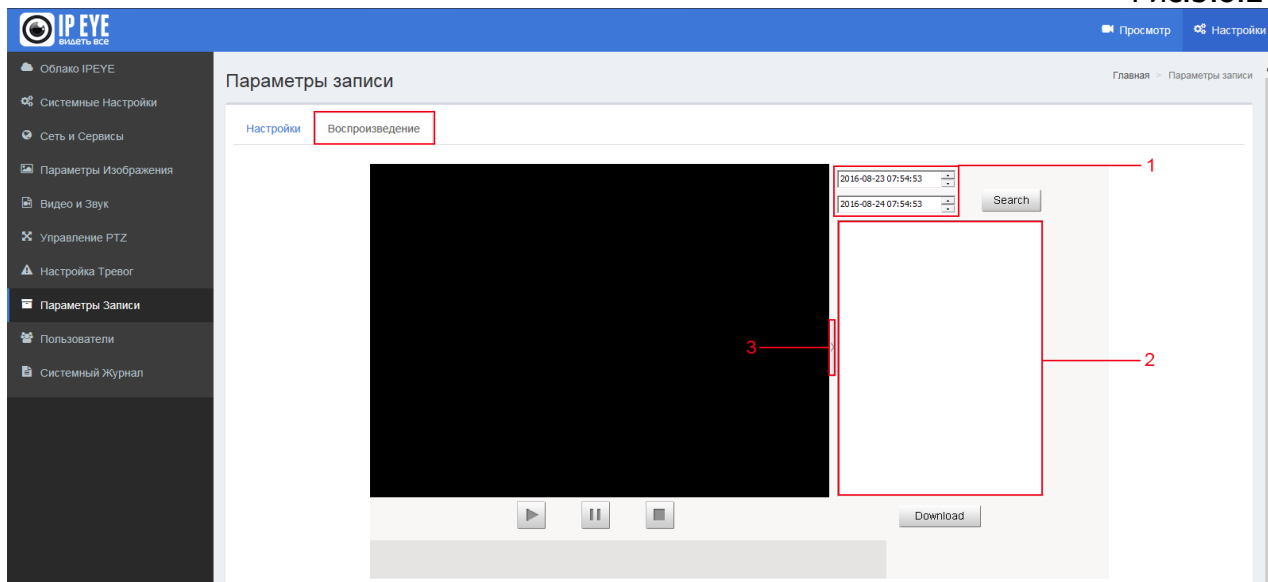 IP EYE
видеть все
Просмотр
Настройки
Облако IPEYE
Системные Настройки
Сеть и Сервисы
Параметры Изображения
Видео и Звук
Управление PTZ
Настройка Тревог
Параметры Записи
Пользователи
Системный Журнал
Параметры записи
Главная > Параметры записи
Настройки
Воспроизведение
2016-08-23 07:54:53
1
2016-08-24 07:54:53
Search
3
2
Download